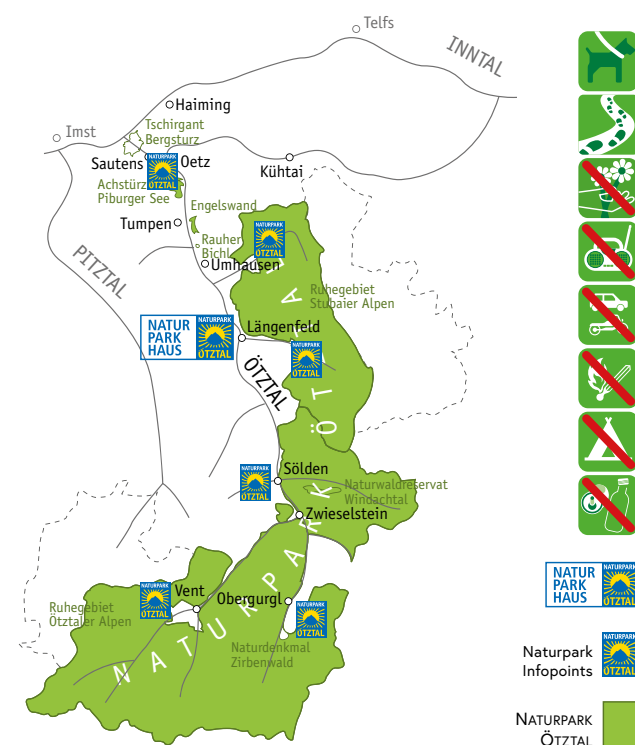 Telfs
INNTAL
Haiming
Imst
Tschirgant
Bergsturz
Sautens
NATURPARK
ÖTZTAL
Oetz
Kühtai
Achstürze
Piburger See
Engelswand
Tumpen
Rauher
Bichl
Umhausen
NATURPARK
ÖTZTAL
PITZTAL
Ruhegebiet
Stubaier Alpen
NATUR
PARK
HAUS
NATURPARK
ÖTZTAL
Längenfeld
NATURPARK
ÖTZTAL
ÖTZTAL
NATURPARK
ÖTZTAL
Sölden
Naturwaldreservat
Windachtal
Zwieselstein
NATURPARK
ÖTZTAL
Vent
Obergurgl
NATURPARK
ÖTZTAL
Ruhegebiet
Ötztaler Alpen
Naturdenkmal
Zirbenwald
NATURPARK ÖTZTAL
NATUR
PARK
HAUS
NATURPARK
ÖTZTAL
Naturpark
Infopoints
NATURPARK
ÖTZTAL
NATURPARK
ÖTZTAL